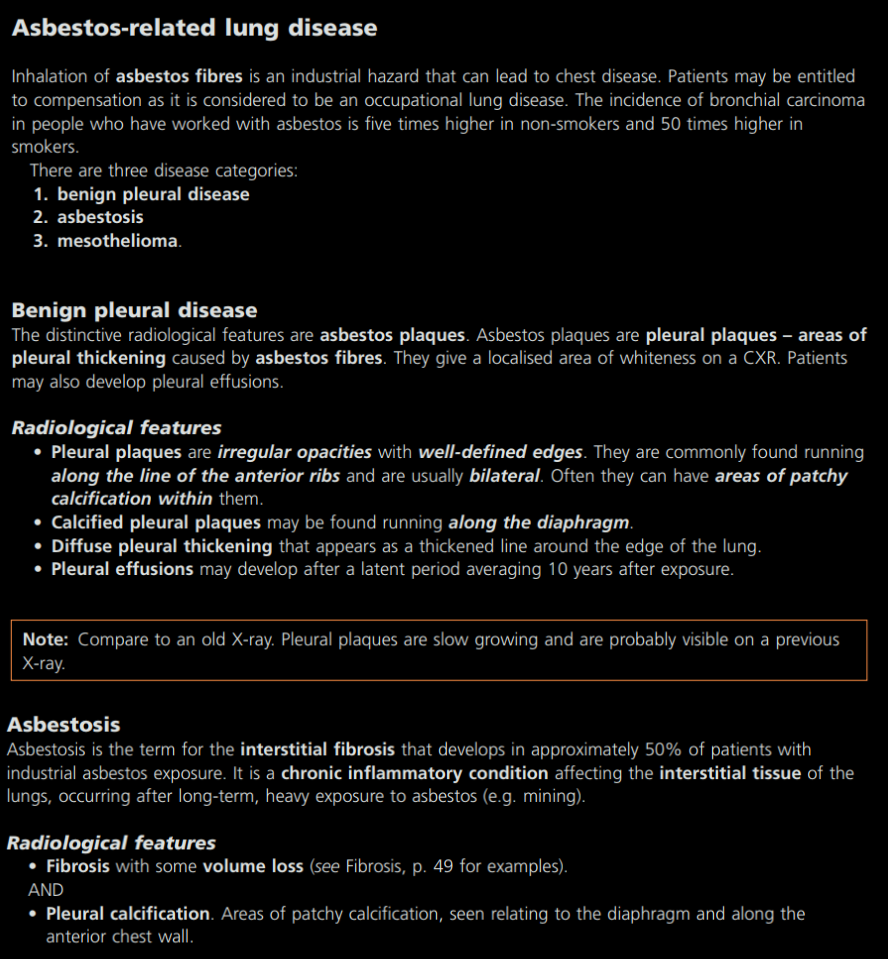 Asbestos-related lung disease
Inhalation of asbestos fibres is an industrial hazard that can lead to chest disease. Patients may be entitled
to compensation as it is considered to be an occupational lung disease. The incidence of bronchial carcinoma
in people who have worked with asbestos is five times higher in non-smokers and 50 times higher in
smokers.
There are three disease categories:
1. benign pleural disease
2. asbestosis
3. mesothelioma.
Benign pleural disease
The distinctive radiological features are asbestos plaques. Asbestos plaques are pleural plaques – areas of
pleural thickening caused by asbestos fibres. They give a localised area of whiteness on a CXR. Patients
may also develop pleural effusions.
Radiological features
• Pleural plaques are irregular opacities with well-defined edges. They are commonly found running
along the line of the anterior ribs and are usually bilateral. Often they can have areas of patchy
calcification within them.
• Calcified pleural plaques may be found running along the diaphragm.
• Diffuse pleural thickening that appears as a thickened line around the edge of the lung.
• Pleural effusions may develop after a latent period averaging 10 years after exposure.
Note: Compare to an old X-ray. Pleural plaques are slow growing and are probably visible on a previous
X-ray.
Asbestosis
Asbestosis is the term for the interstitial fibrosis that develops in approximately 50% of patients with
industrial asbestos exposure. It is a chronic inflammatory condition affecting the interstitial tissue of the
lungs, occurring after long-term, heavy exposure to asbestos (e.g. mining).
Radiological features
• Fibrosis with some volume loss (see Fibrosis, p. 49 for examples).
AND
• Pleural calcification. Areas of patchy calcification, seen relating to the diaphragm and along the
anterior chest wall.